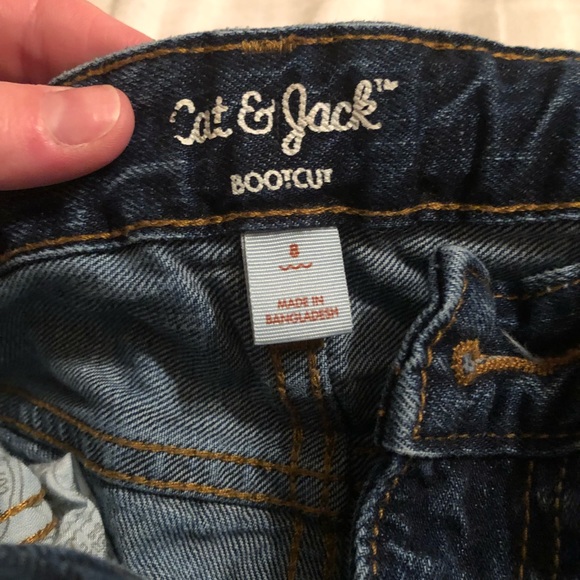 Cat & Jack™
BOOTCUT
8
MADE IN
BANGLADESH